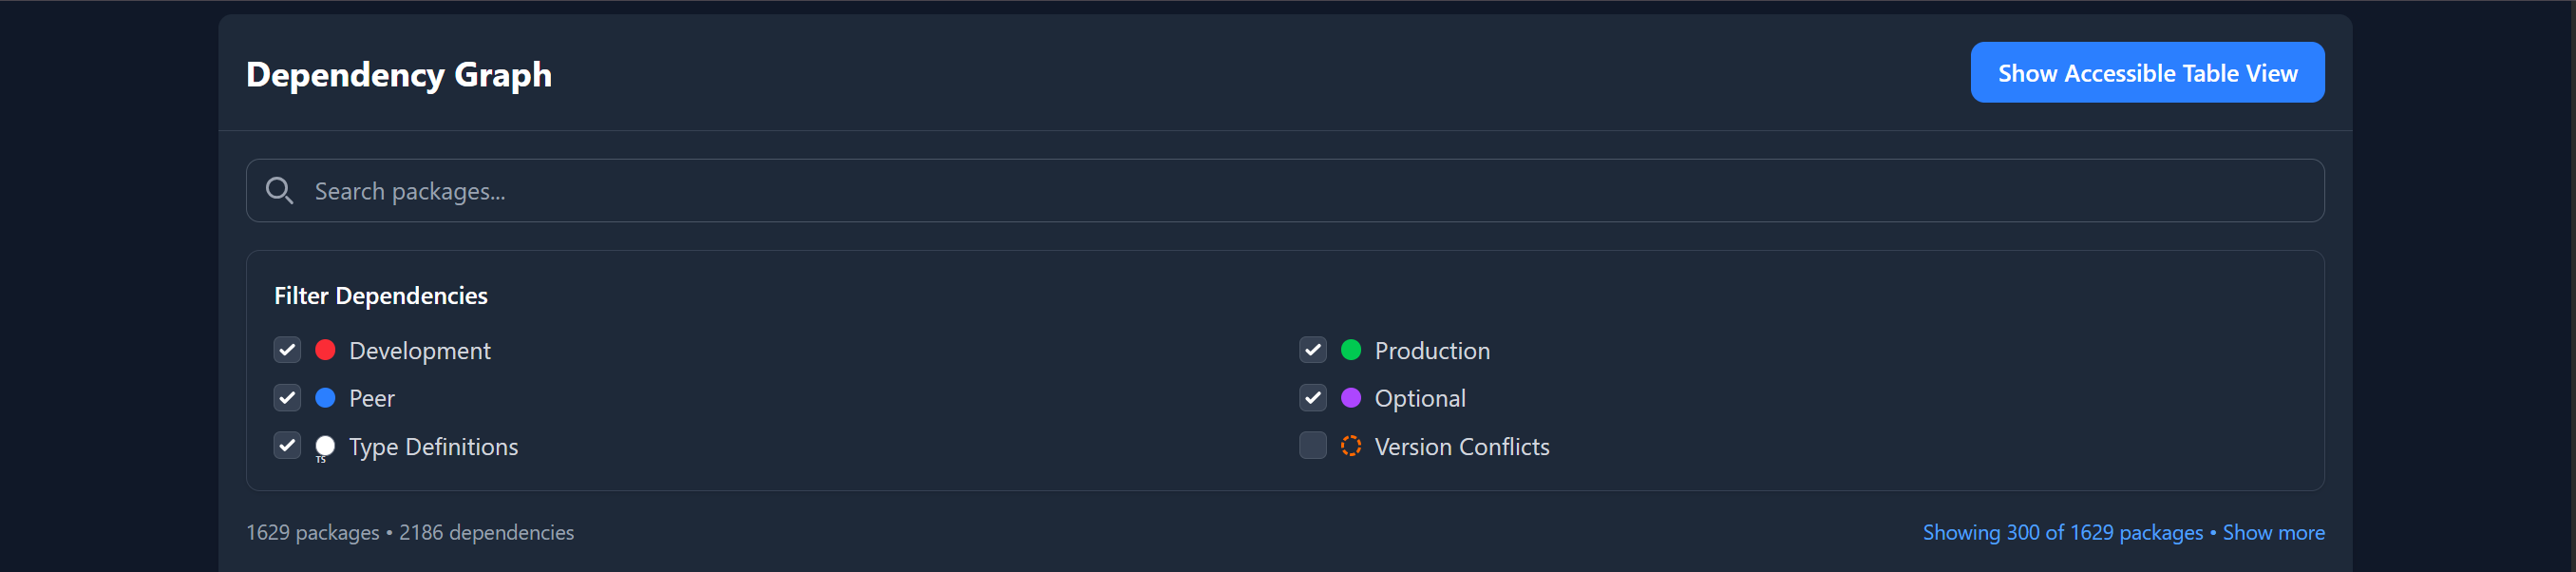 Dependency Graph
Show Accessible Table View
Search packages...
Filter Dependencies
Development
Production
Peer
Optional
TS
Type Definitions
Version Conflicts
1629 packages • 2186 dependencies
Showing 300 of 1629 packages • Show more